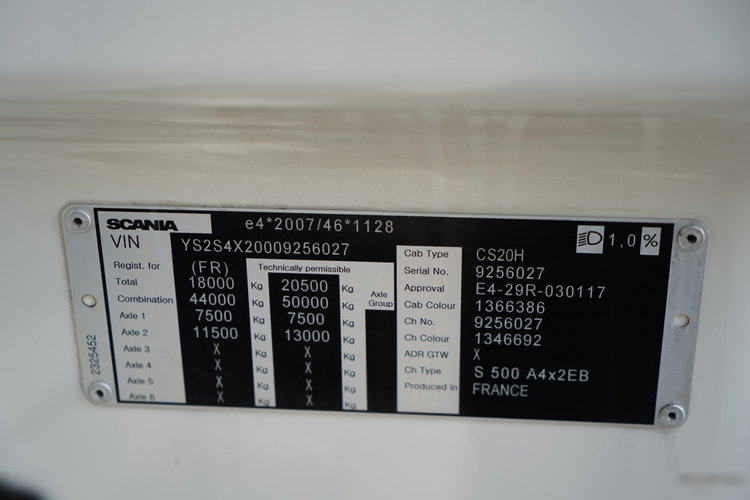 SCANIA e4*2007/46*1128
VIN YS2S4X20009256027
Regist. for (FR) Technically permissible
Total 18000 Kg 20500 Kg
Combination 44000 Kg 50000 Kg Axle Group
Axle 1 7500 Kg 7500 Kg
Axle 2 11500 Kg 13000 Kg
Axle 3 X Kg X Kg
Axle 4 X Kg X Kg
Axle 5 X Kg X Kg
Axle 6 X Kg X Kg
1,0 %
Cab Type CS20H
Serial No. 9256027
Approval E4-29R-030117
Cab Colour 1366386
Ch No. 9256027
Ch Colour 1346692
ADR GTW X
Ch Type S 500 A4x2EB
Produced in FRANCE
2325452